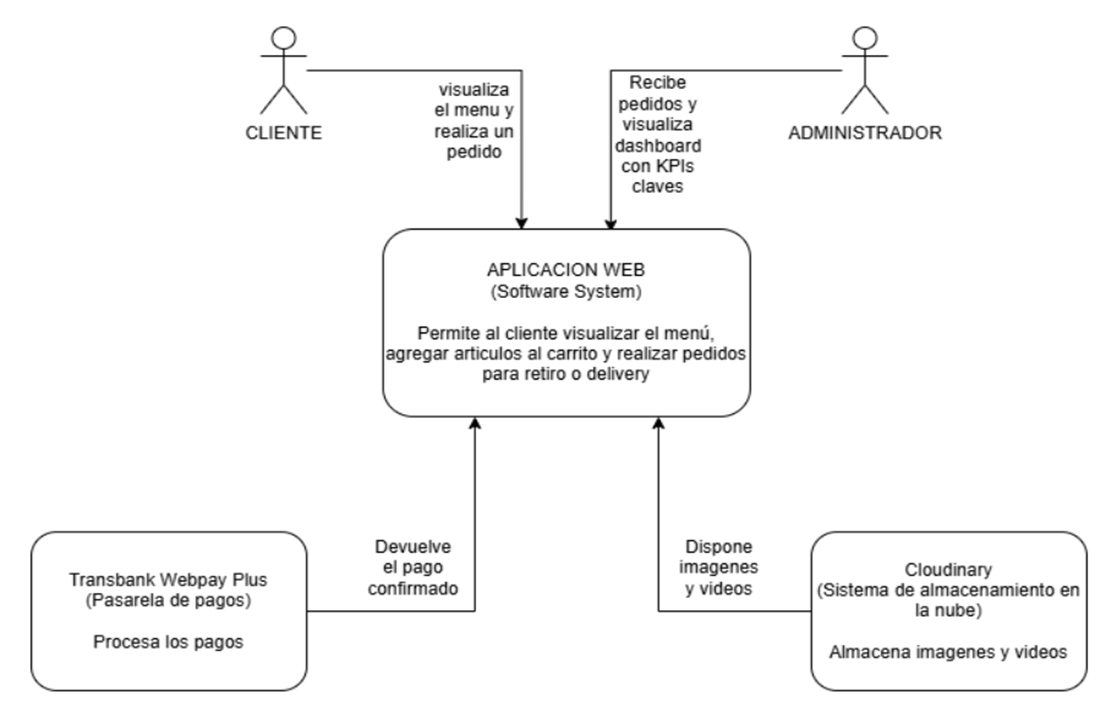 CLIENTE
visualiza
el menu y
realiza un
pedido
Recibe
pedidos y
visualiza
dashboard
con KPIs
claves
ADMINISTRADOR
APLICACION WEB
(Software System)
Permite al cliente visualizar el menú,
agregar articulos al carrito y realizar pedidos
para retiro o delivery
Transbank Webpay Plus
(Pasarela de pagos)
Procesa los pagos
Devuelve
el pago
confirmado
Dispone
imagenes
y videos
Cloudinary
(Sistema de almacenamiento en
la nube)
Almacena imagenes y videos